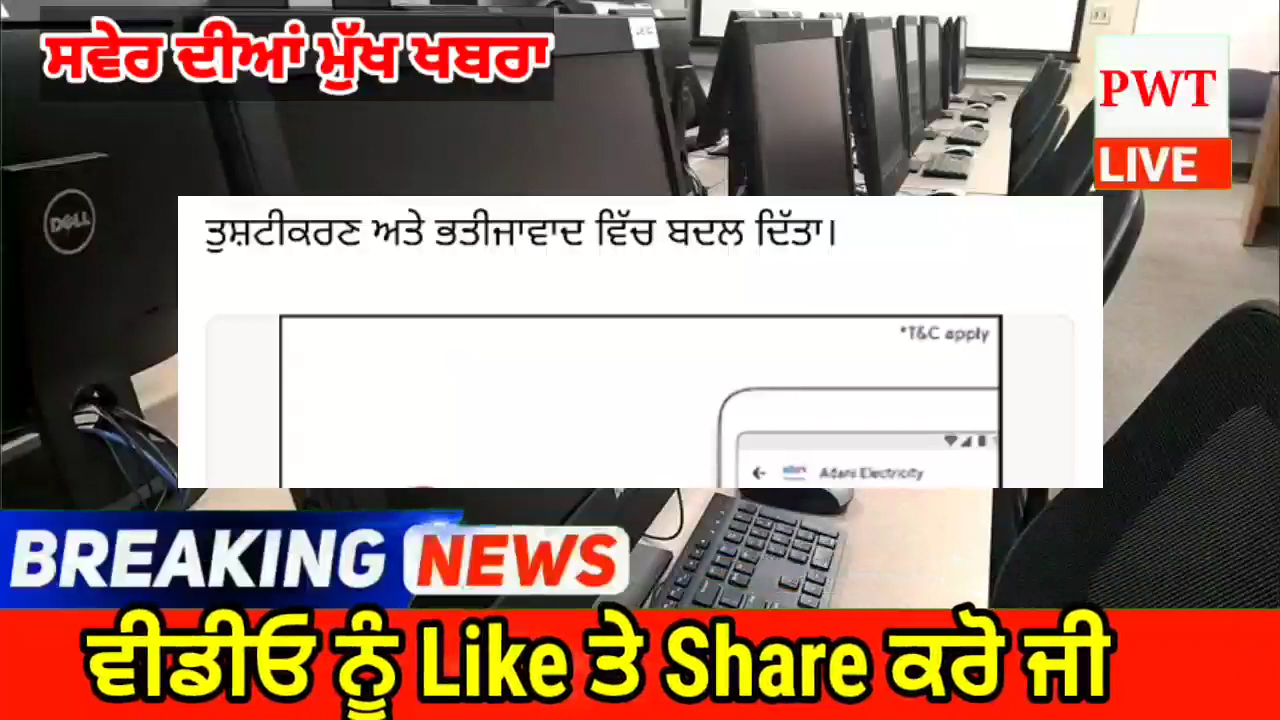 ਸਵੇਰ ਦੀਆਂ ਮੁੱਖ ਖਬਰਾ
PWT
LIVE
DELL
ਤੁਸ਼ਟੀਕਰਣ ਅਤੇ ਭਤੀਜਾਵਾਦ ਵਿੱਚ ਬਦਲ ਦਿੱਤਾ।
*T&C apply
Adani Electricity
BREAKING NEWS
ਵੀਡੀਓ ਨੂੰ Like ਤੇ Share ਕਰੋ ਜੀ